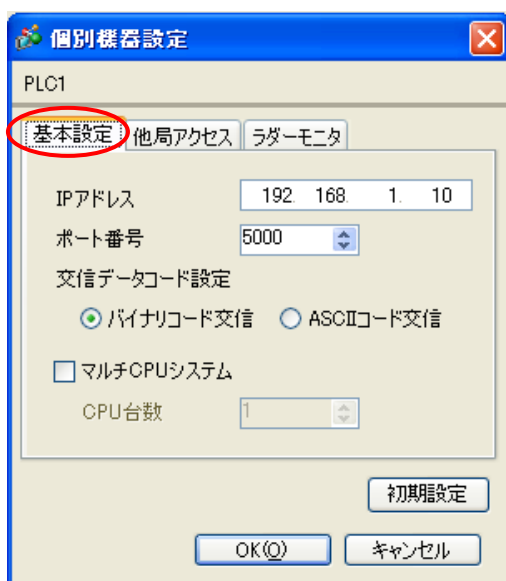 個別機器設定
PLC1
基本設定 他局アクセス ラダーモニタ
IPアドレス 192. 168. 1. 10
ポート番号 5000
交信データコード設定
バイナリコード交信 ASCIIコード交信
マルチCPUシステム
CPU台数 1
初期設定
OK(O) キャンセル